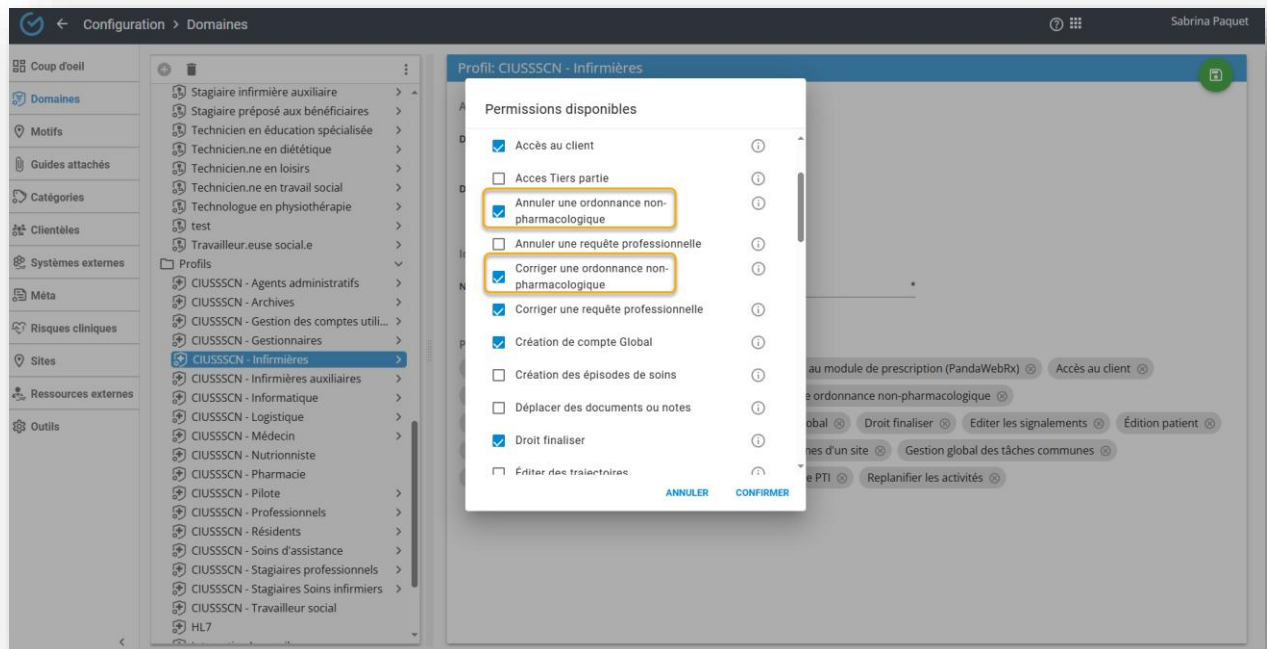 Configuration > Domaines
Sabrina Paquet
Coup d'oeil
Domaines
Motifs
Guides attachés
Catégories
Clientèles
Systèmes externes
Méta
Risques cliniques
Sites
Ressources externes
Outils
Stagiaire infirmière auxiliaire
Stagiaire préposé aux bénéficiaires
Technicien en éducation spécialisée
Technicien.ne en diététique
Technicien.ne en loisirs
Technicien.ne en travail social
Technologue en physiothérapie
test
Travailleur.euse social.e
Profils
CIUSSSCN - Agents administratifs
CIUSSSCN - Archives
CIUSSSCN - Gestion des comptes utili...
CIUSSSCN - Gestionnaires
CIUSSSCN - Infirmières
CIUSSSCN - Infirmières auxiliaires
CIUSSSCN - Informatique
CIUSSSCN - Logistique
CIUSSSCN - Médecin
CIUSSSCN - Nutritionniste
CIUSSSCN - Pharmacie
CIUSSSCN - Pilote
CIUSSSCN - Professionnels
CIUSSSCN - Résidents
CIUSSSCN - Soins d'assistance
CIUSSSCN - Stagiaires professionnels
CIUSSSCN - Stagiaires Soins infirmiers
CIUSSSCN - Travailleur social
HL7
Profil: CIUSSSCN - Infirmières
Permissions disponibles
Accès au client
Acces Tiers partie
Annuler une ordonnance non-
pharmacologique
Annuler une requête professionnelle
Corriger une ordonnance non-
pharmacologique
Corriger une requête professionnelle
Création de compte Global
Création des épisodes de soins
Déplacer des documents ou notes
Droit finaliser
Éditer des trajectoires
ANNULER CONFIRMER
*
au module de prescription (PandaWebRx) Accès au client
ordonnance non-pharmacologique
obal Droit finaliser Editer les signalements Édition patient
nes d'un site Gestion global des tâches communes
e PTI Replanifier les activités